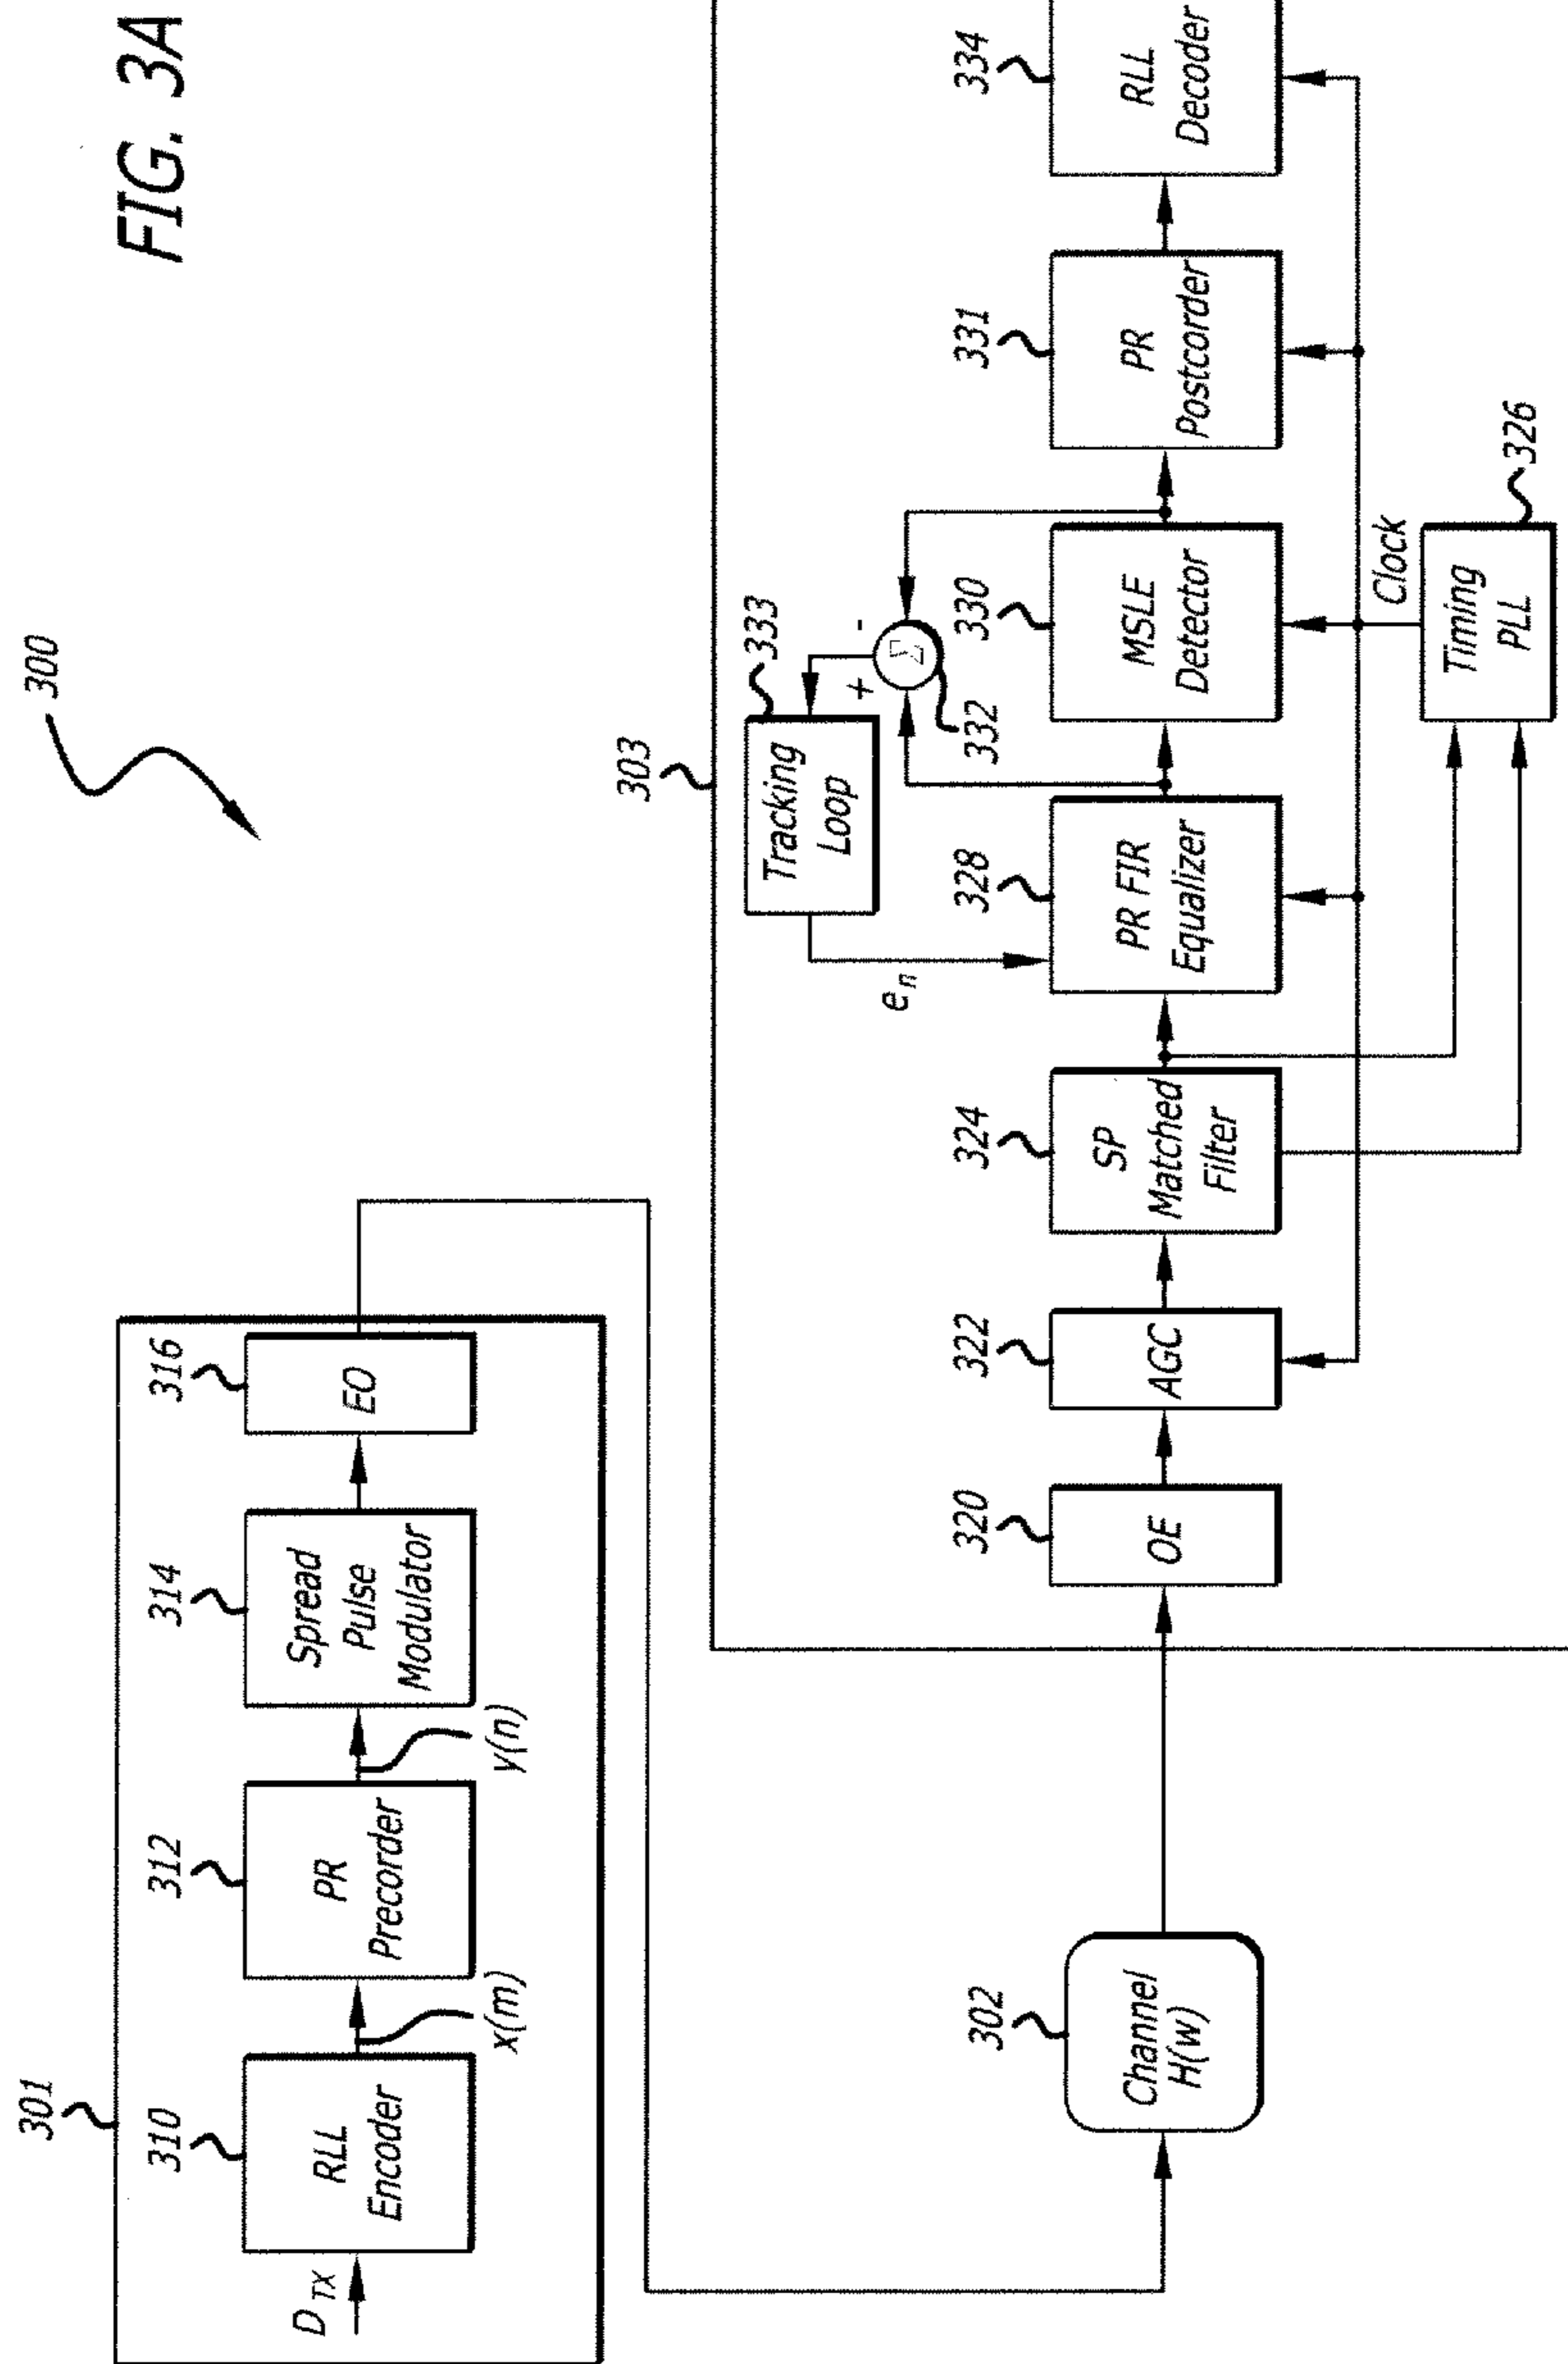 FIG. 3A
300
301
310
RLL
Encoder
D TX
x(m)
312
PR
Precorder
y(n)
314
Spread
Pulse
Modulator
316
EO
302
Channel
H(w)
303
320
OE
322
AGC
324
SP
Matched
Filter
328
PR FIR
Equalizer
e n
333
Tracking
Loop
+
-
Σ
332
330
MSLE
Detector
331
PR
Postcorder
334
RLL
Decoder
Clock
Timing
PLL
326